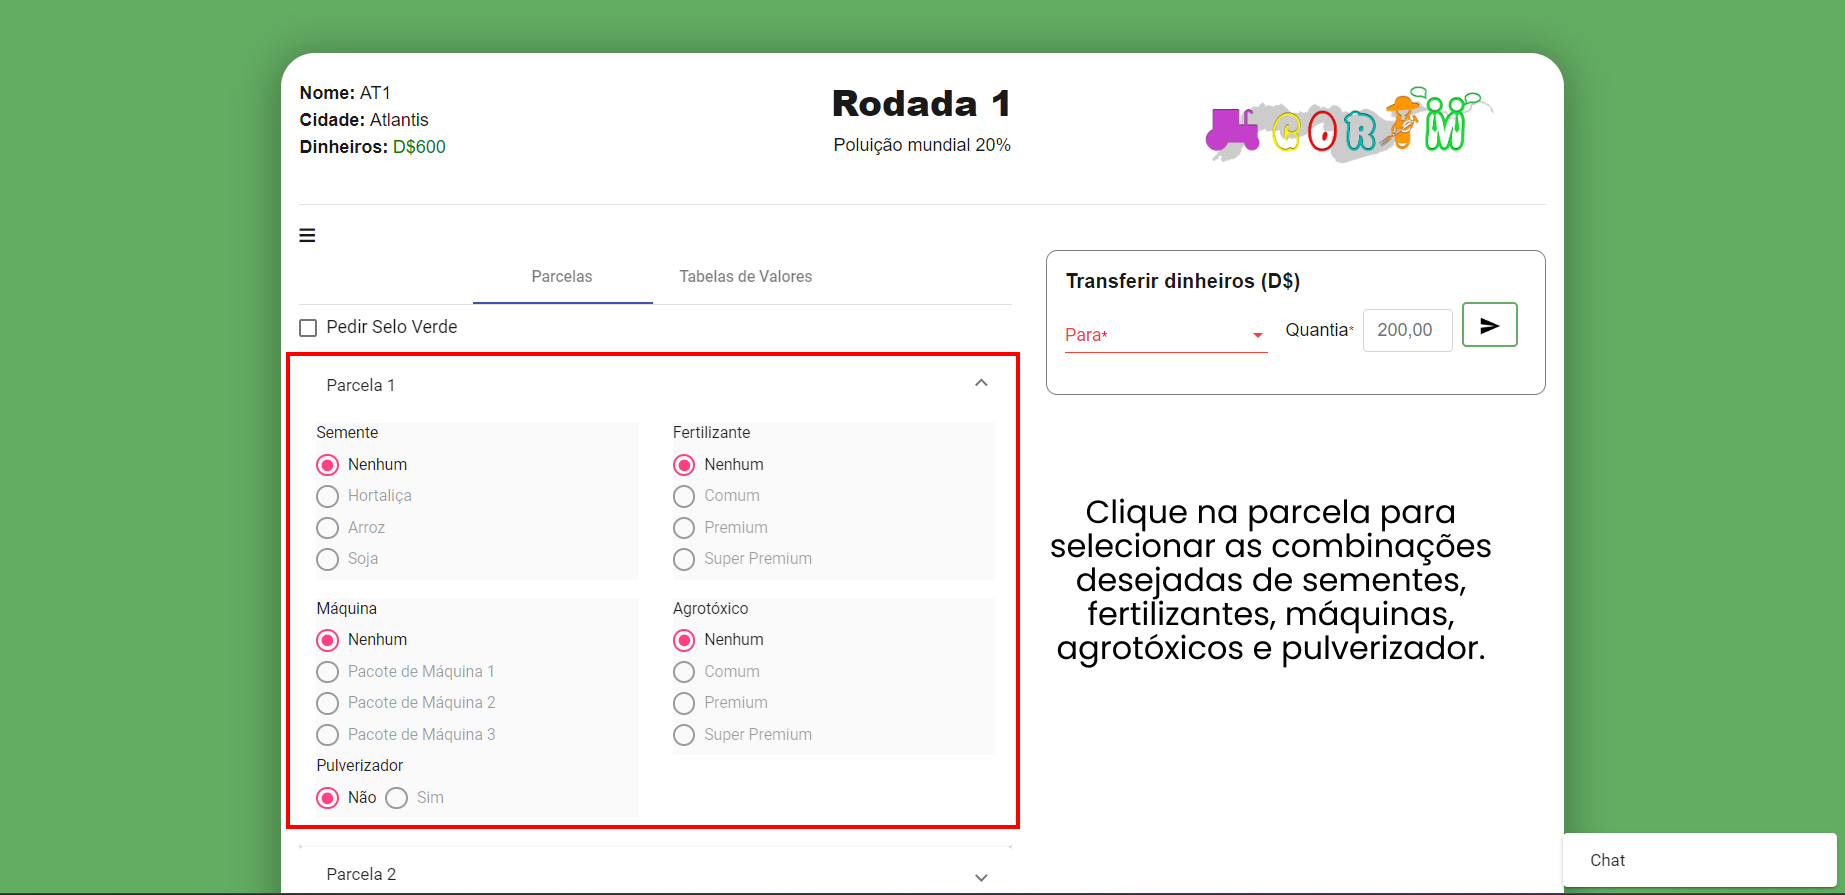 Nome: AT1
Cidade: Atlantis
Dinheiros: D$600
Rodada 1
Poluição mundial 20%
CORIM
Parcelas
Tabelas de Valores
Pedir Selo Verde
Parcela 1
Semente
Nenhum
Hortaliça
Arroz
Soja
Fertilizante
Nenhum
Comum
Premium
Super Premium
Máquina
Nenhum
Pacote de Máquina 1
Pacote de Máquina 2
Pacote de Máquina 3
Agrotóxico
Nenhum
Comum
Premium
Super Premium
Pulverizador
Não Sim
Parcela 2
Transferir dinheiros (D$)
Para*
Quantia* 200,00
Clique na parcela para
selecionar as combinações
desejadas de sementes,
fertilizantes, máquinas,
agrotóxicos e pulverizador.
Chat